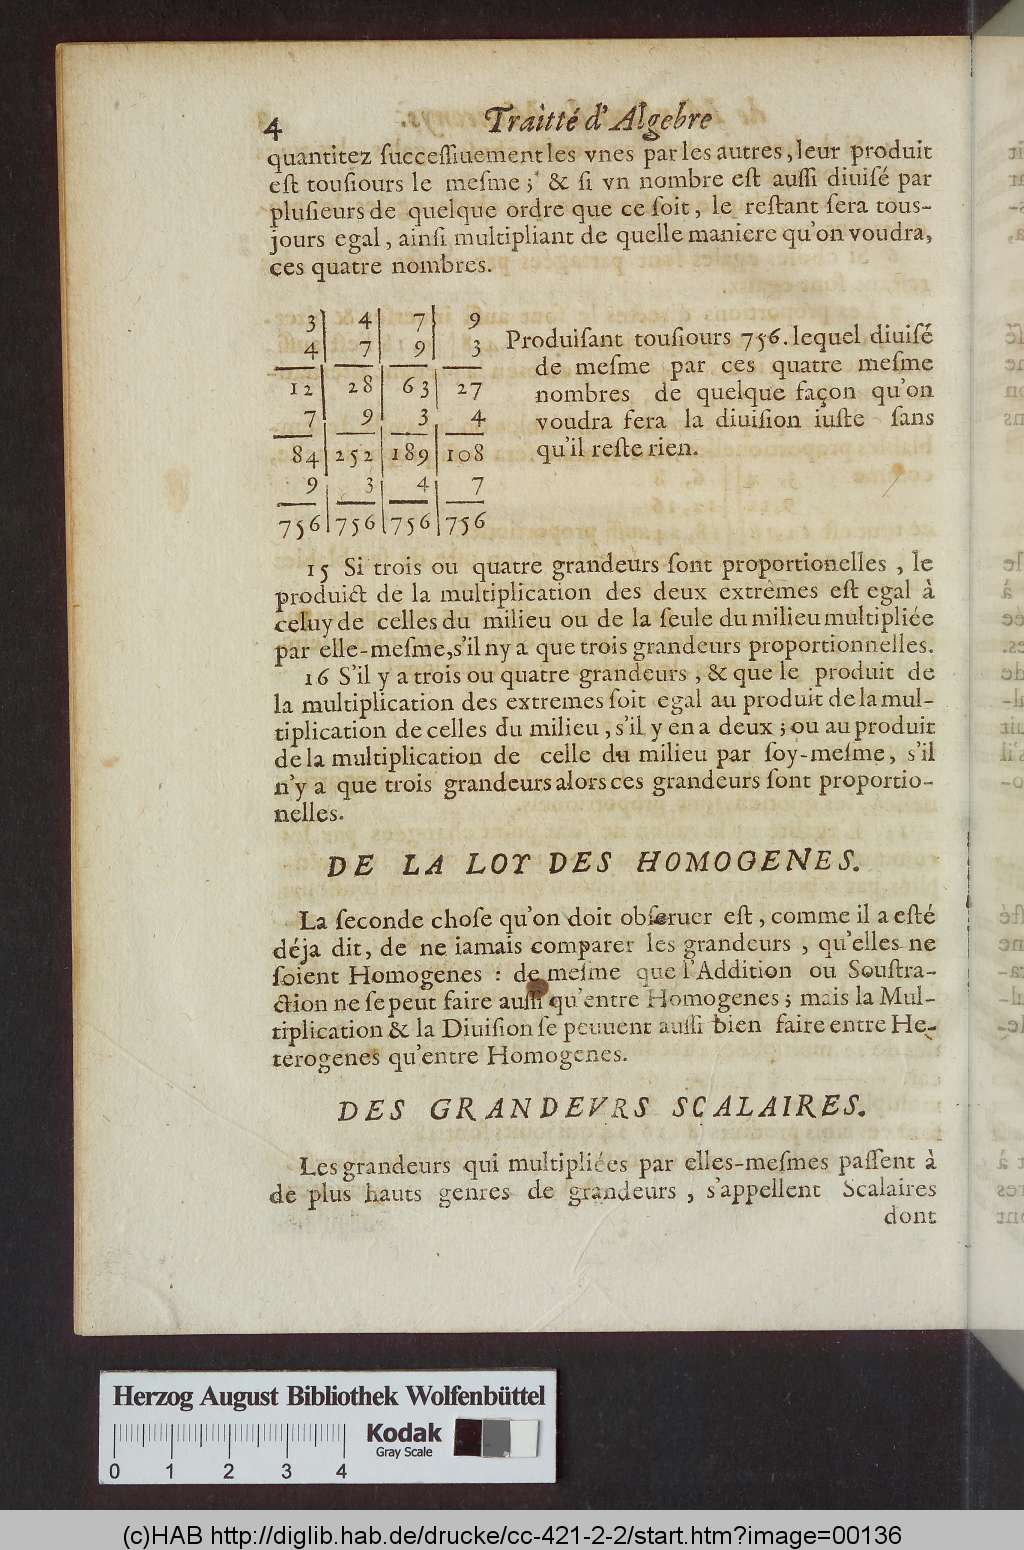 4 Traitté d'Algebre
quantitez ſucceſſiuement les vnes par les autres, leur produit
eſt touſiours le meſme ; & ſi vn nombre eſt auſſi diuiſé par
pluſieurs de quelque ordre que ce ſoit, le reſtant ſera touſ-
jours egal, ainſi multipliant de quelle maniere qu'on voudra,
ces quatre nombres.
3 | 4 | 7 | 9
4 | 7 | 9 | 3
12 | 28 | 63 | 27
7 | 9 | 3 | 4
84 | 252 | 189 | 108
9 | 3 | 4 | 7
756 | 756 | 756 | 756
Produiſant touſiours 756. lequel diuiſé
de meſme par ces quatre meſme
nombres de quelque façon qu'on
voudra fera la diuiſion iuſte ſans
qu'il reſte rien.
15 Si trois ou quatre grandeurs ſont proportionelles , le
produict de la multiplication des deux extrêmes eſt egal à
celuy de celles du milieu ou de la ſeule du milieu multipliée
par elle-meſme, s'il ny a que trois grandeurs proportionnelles.
16 S'il y a trois ou quatre grandeurs , & que le produit de
la multiplication des extremes ſoit egal au produit de la mul-
tiplication de celles du milieu, s'il y en a deux ; ou au produit
de la multiplication de celle du milieu par ſoy-meſme, s'il
n'y a que trois grandeurs alors ces grandeurs ſont proportio-
nelles.
DE LA LOY DES HOMOGENES.
La ſeconde choſe qu'on doit obſeruer eſt, comme il a eſté
déja dit, de ne iamais comparer les grandeurs , qu'elles ne
ſoient Homogenes : de meſme que l'Addition ou Souſtra-
ction ne ſe peut faire auſſi qu'entre Homogenes ; mais la Mul-
tiplication & la Diuiſion ſe peuuent auſſi bien faire entre He-
terogenes qu'entre Homogenes.
DES GRANDEVRS SCALAIRES.
Les grandeurs qui multipliées par elles-meſmes paſſent à
de plus hauts genres de grandeurs , s'appellent Scalaires
dont
Herzog August Bibliothek Wolfenbüttel
Kodak
Gray Scale
0 1 2 3 4
(c)HAB http://diglib.hab.de/drucke/cc-421-2-2/start.htm?image=00136